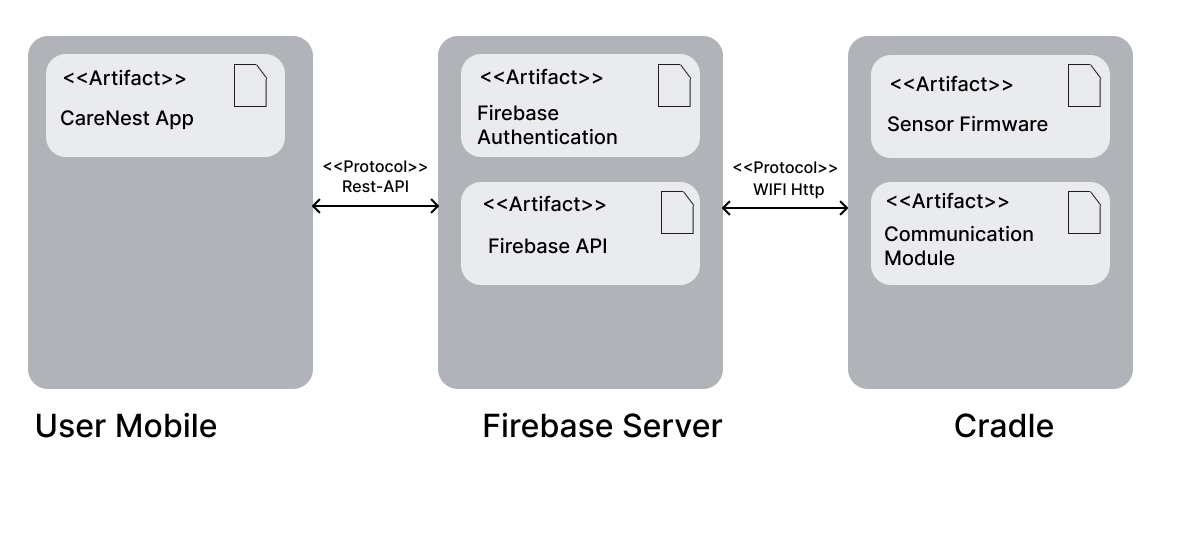 <<Artifact>>
CareNest App
<<Protocol>>
Rest-API
<<Artifact>>
Firebase
Authentication
<<Artifact>>
Firebase API
<<Protocol>>
WIFI Http
<<Artifact>>
Sensor Firmware
<<Artifact>>
Communication
Module
User Mobile
Firebase Server
Cradle